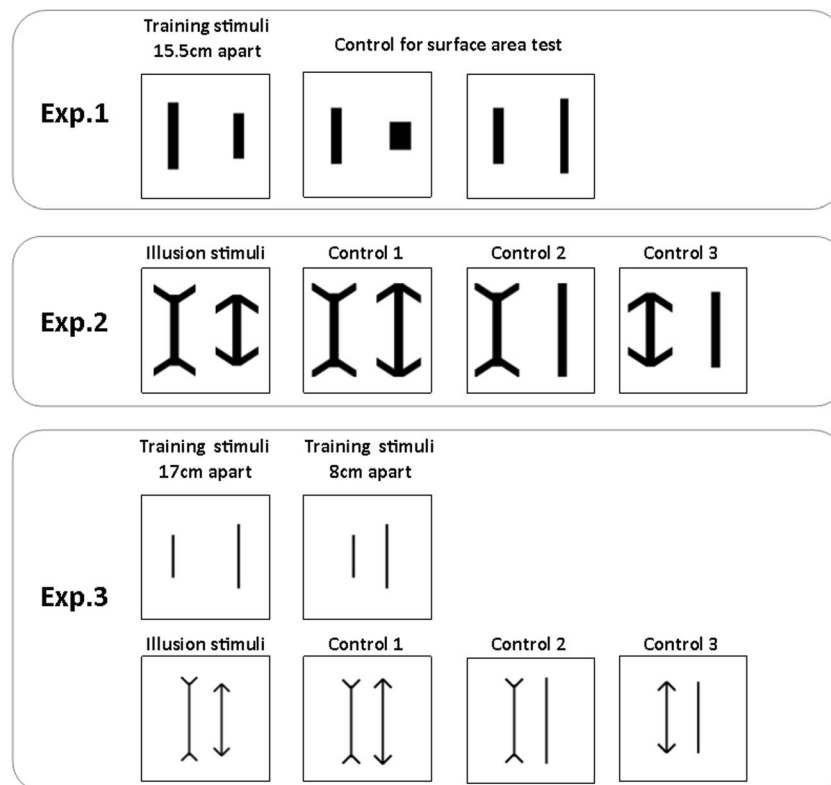 Training stimuli
15.5cm apart
Control for surface area test
Exp.1
Illusion stimuli
Control 1
Control 2
Control 3
Exp.2
Training stimuli
17cm apart
Training stimuli
8cm apart
Exp.3
Illusion stimuli
Control 1
Control 2
Control 3